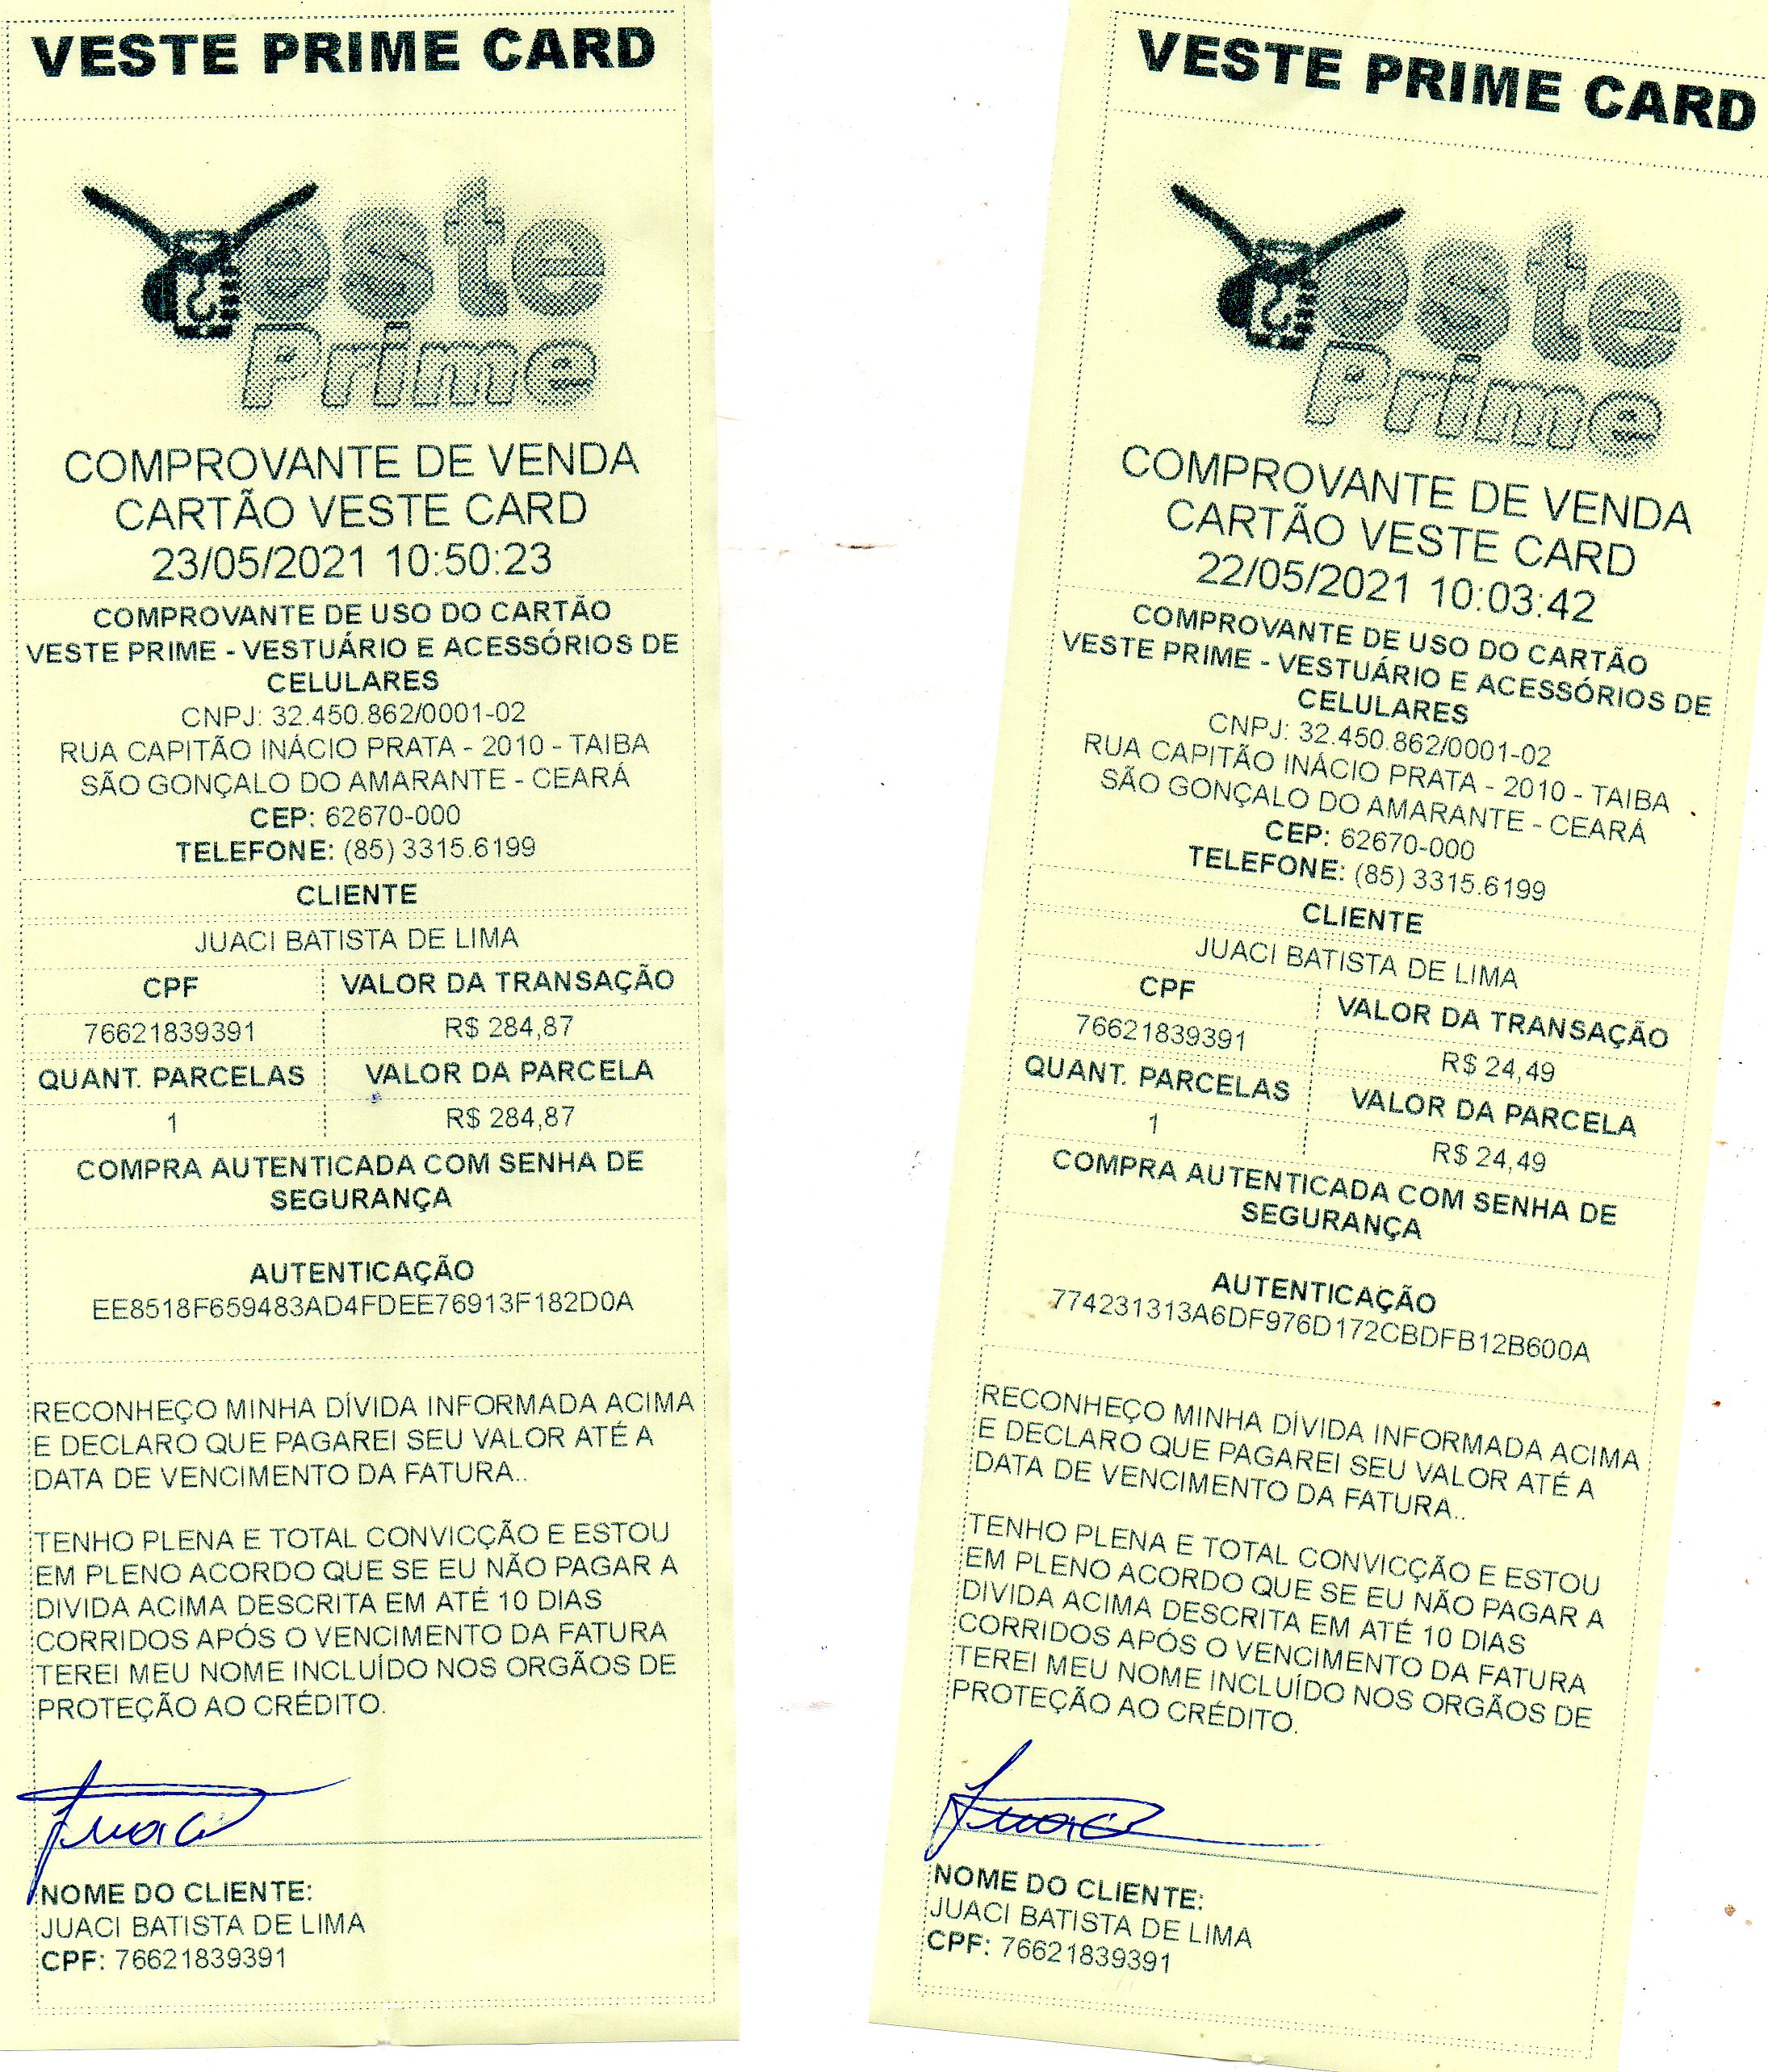 VESTE PRIME CARD
Veste
Prime
COMPROVANTE DE VENDA
CARTÃO VESTE CARD
23/05/2021 10:50:23
COMPROVANTE DE USO DO CARTÃO
VESTE PRIME - VESTUÁRIO E ACESSÓRIOS DE
CELULARES
CNPJ: 32.450.862/0001-02
RUA CAPITÃO INÁCIO PRATA - 2010 - TAIBA
SÃO GONÇALO DO AMARANTE - CEARÁ
CEP: 62670-000
TELEFONE: (85) 3315.6199
CLIENTE
JUACI BATISTA DE LIMA
CPF VALOR DA TRANSAÇÃO
76621839391 R$ 284,87
QUANT. PARCELAS VALOR DA PARCELA
1 R$ 284,87
COMPRA AUTENTICADA COM SENHA DE
SEGURANÇA
AUTENTICAÇÃO
EE8518F659483AD4FDEE76913F182D0A
RECONHEÇO MINHA DÍVIDA INFORMADA ACIMA
E DECLARO QUE PAGAREI SEU VALOR ATÉ A
DATA DE VENCIMENTO DA FATURA..
TENHO PLENA E TOTAL CONVICÇÃO E ESTOU
EM PLENO ACORDO QUE SE EU NÃO PAGAR A
DIVIDA ACIMA DESCRITA EM ATÉ 10 DIAS
CORRIDOS APÓS O VENCIMENTO DA FATURA
TEREI MEU NOME INCLUÍDO NOS ORGÃOS DE
PROTEÇÃO AO CRÉDITO.
Juaci
NOME DO CLIENTE:
JUACI BATISTA DE LIMA
CPF: 76621839391
VESTE PRIME CARD
Veste
Prime
COMPROVANTE DE VENDA
CARTÃO VESTE CARD
22/05/2021 10:03:42
COMPROVANTE DE USO DO CARTÃO
VESTE PRIME - VESTUÁRIO E ACESSÓRIOS DE
CELULARES
CNPJ: 32.450.862/0001-02
RUA CAPITÃO INÁCIO PRATA - 2010 - TAIBA
SÃO GONÇALO DO AMARANTE - CEARÁ
CEP: 62670-000
TELEFONE: (85) 3315.6199
CLIENTE
JUACI BATISTA DE LIMA
CPF VALOR DA TRANSAÇÃO
76621839391 R$ 24,49
QUANT. PARCELAS VALOR DA PARCELA
1 R$ 24,49
COMPRA AUTENTICADA COM SENHA DE
SEGURANÇA
AUTENTICAÇÃO
774231313A6DF976D172CBDFB12B600A
RECONHEÇO MINHA DÍVIDA INFORMADA ACIMA
E DECLARO QUE PAGAREI SEU VALOR ATÉ A
DATA DE VENCIMENTO DA FATURA..
TENHO PLENA E TOTAL CONVICÇÃO E ESTOU
EM PLENO ACORDO QUE SE EU NÃO PAGAR A
DIVIDA ACIMA DESCRITA EM ATÉ 10 DIAS
CORRIDOS APÓS O VENCIMENTO DA FATURA
TEREI MEU NOME INCLUÍDO NOS ORGÃOS DE
PROTEÇÃO AO CRÉDITO.
Juaci
NOME DO CLIENTE:
JUACI BATISTA DE LIMA
CPF: 76621839391